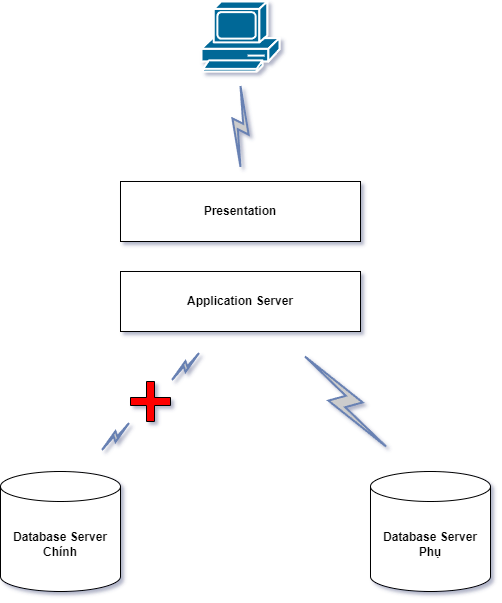 Presentation
Application Server
Database Server
Chính
Database Server
Phụ